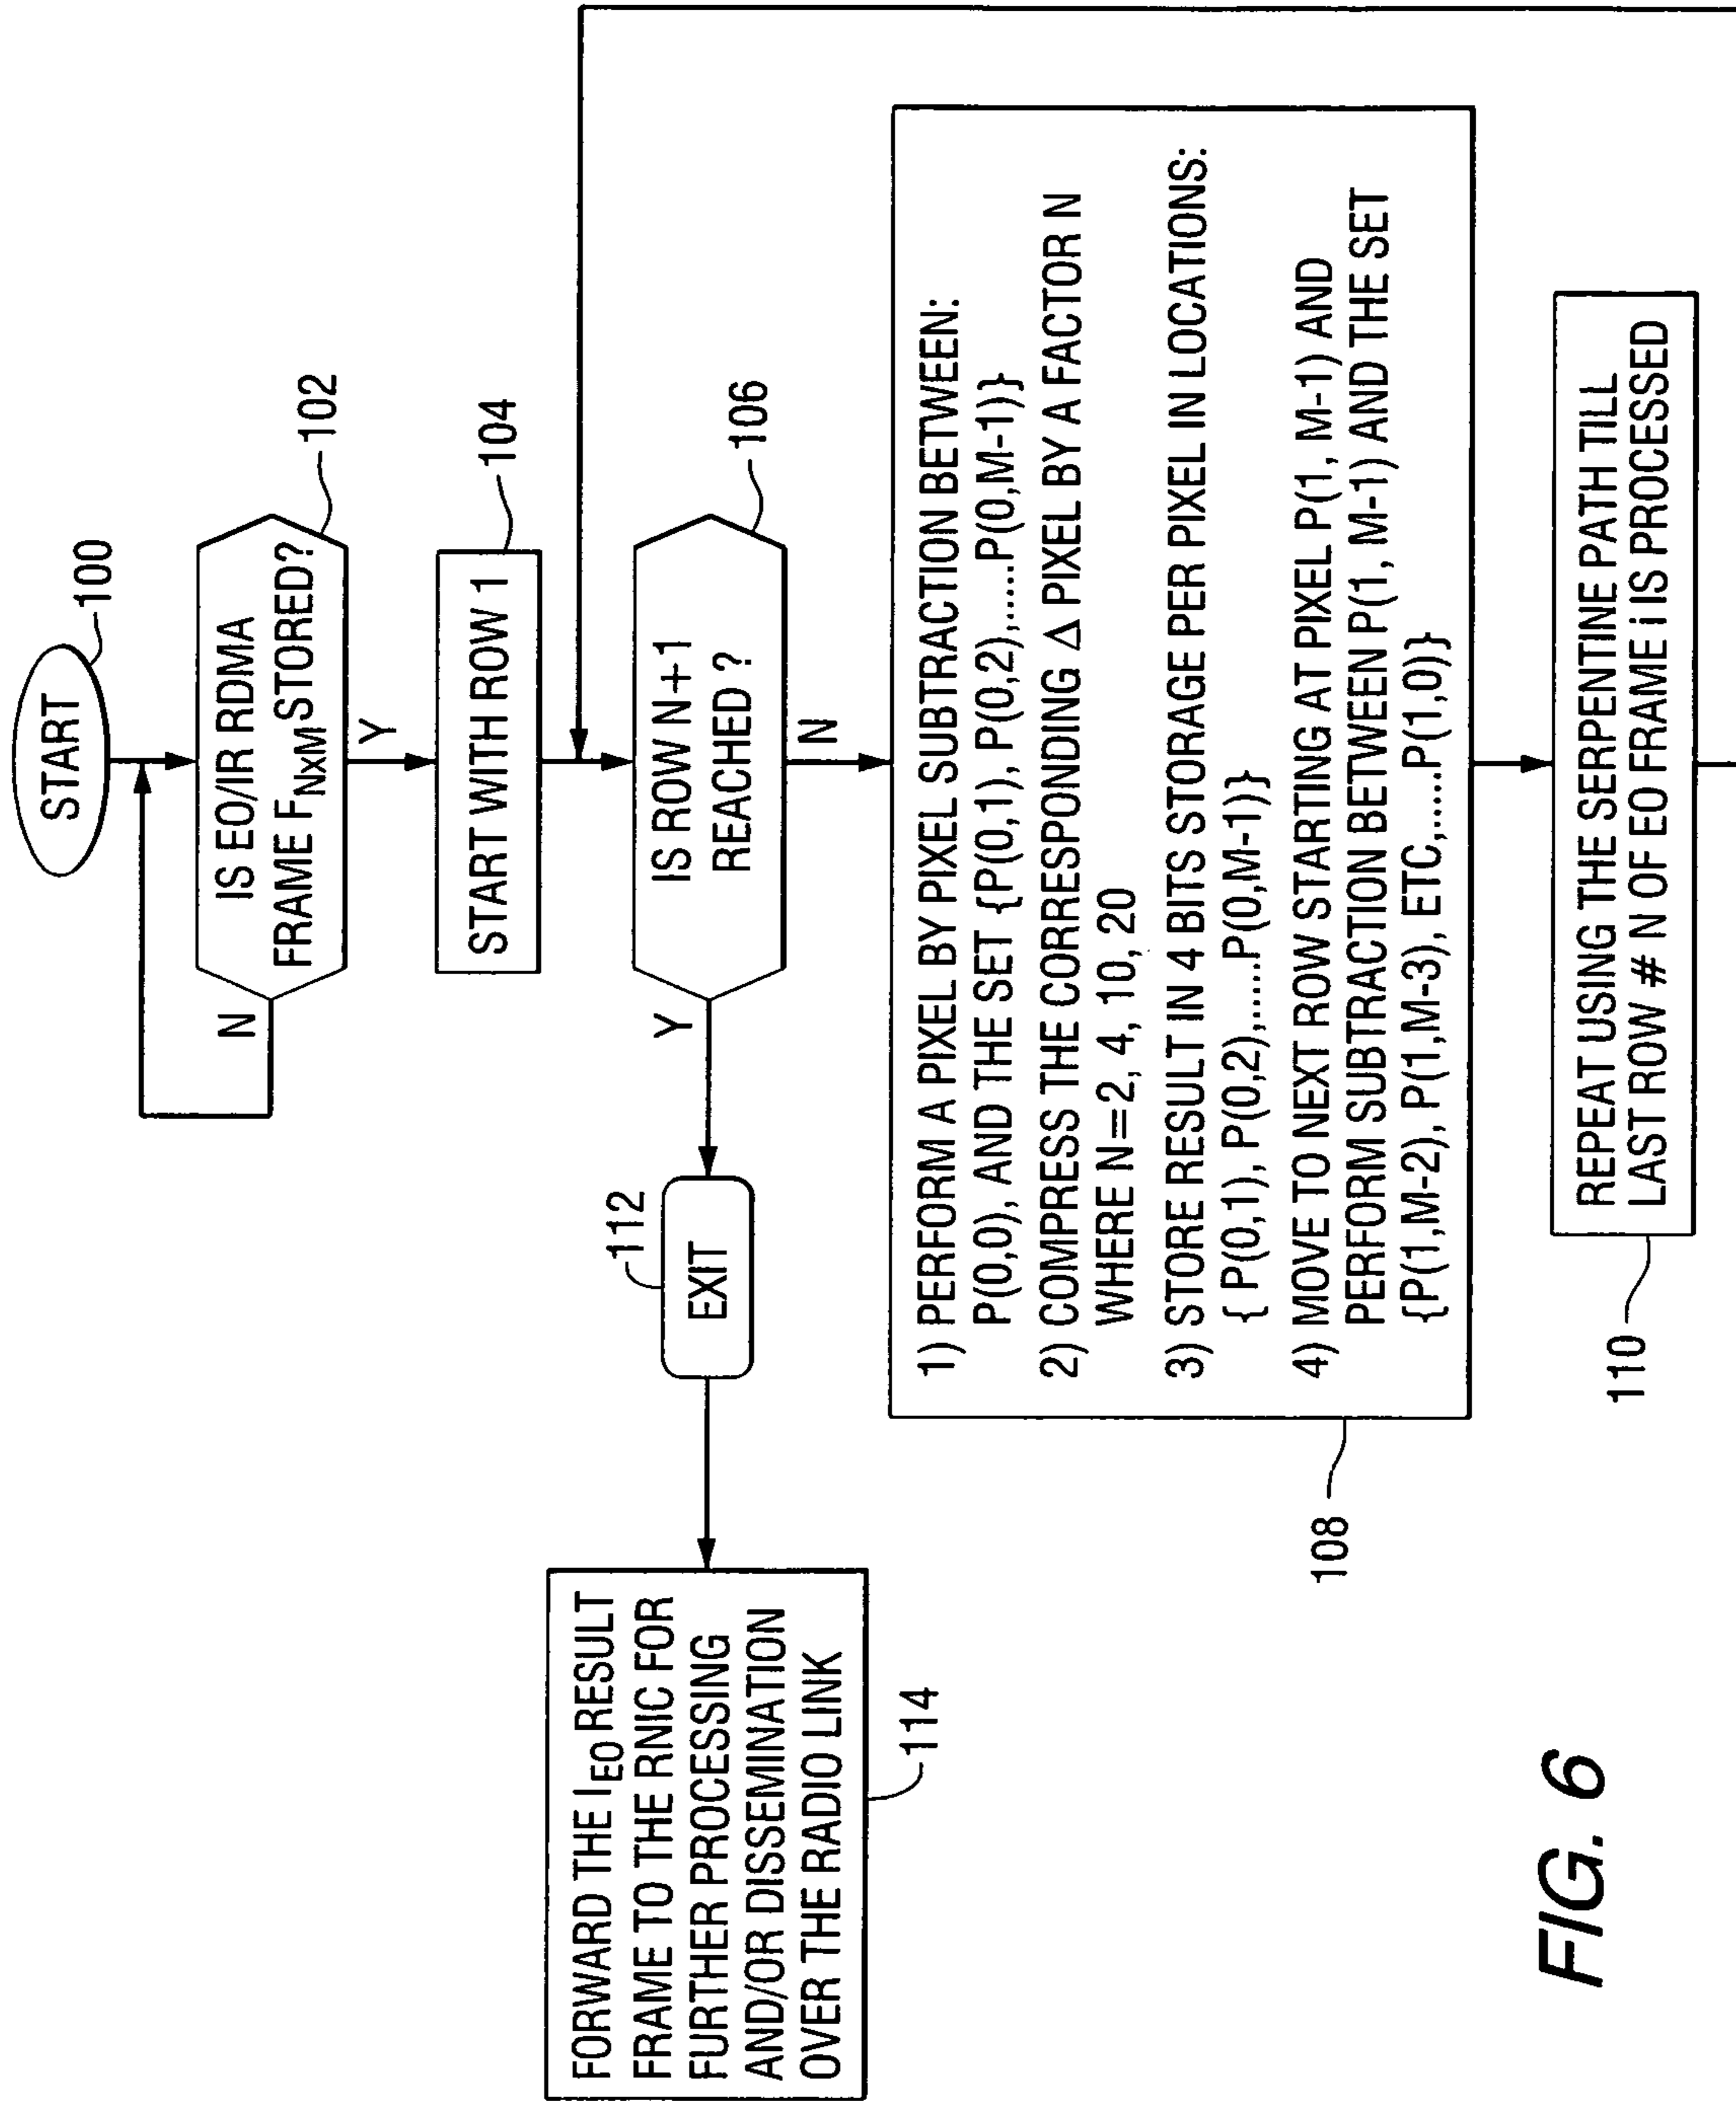 START
100
IS EO/IR RDMA
FRAME FNxM STORED?
102
N
Y
START WITH ROW 1
104
IS ROW N+1
REACHED ?
106
Y
N
EXIT
112
FORWARD THE IEO RESULT
FRAME TO THE RNIC FOR
FURTHER PROCESSING
AND/OR DISSEMINATION
OVER THE RADIO LINK
114
1) PERFORM A PIXEL BY PIXEL SUBTRACTION BETWEEN:
P(0,0), AND THE SET {P(0,1), P(0,2),.....P(0,M-1)}
2) COMPRESS THE CORRESPONDING Δ PIXEL BY A FACTOR N
WHERE N=2, 4, 10, 20
3) STORE RESULT IN 4 BITS STORAGE PER PIXEL IN LOCATIONS:
{ P(0,1), P(0,2),.....P(0,M-1)}
4) MOVE TO NEXT ROW STARTING AT PIXEL P(1, M-1) AND
PERFORM SUBTRACTION BETWEEN P(1, M-1) AND THE SET
{P(1,M-2), P(1,M-3), ETC,.....P(1,0)}
108
REPEAT USING THE SERPENTINE PATH TILL
LAST ROW # N OF EO FRAME i IS PROCESSED
110
FIG. 6